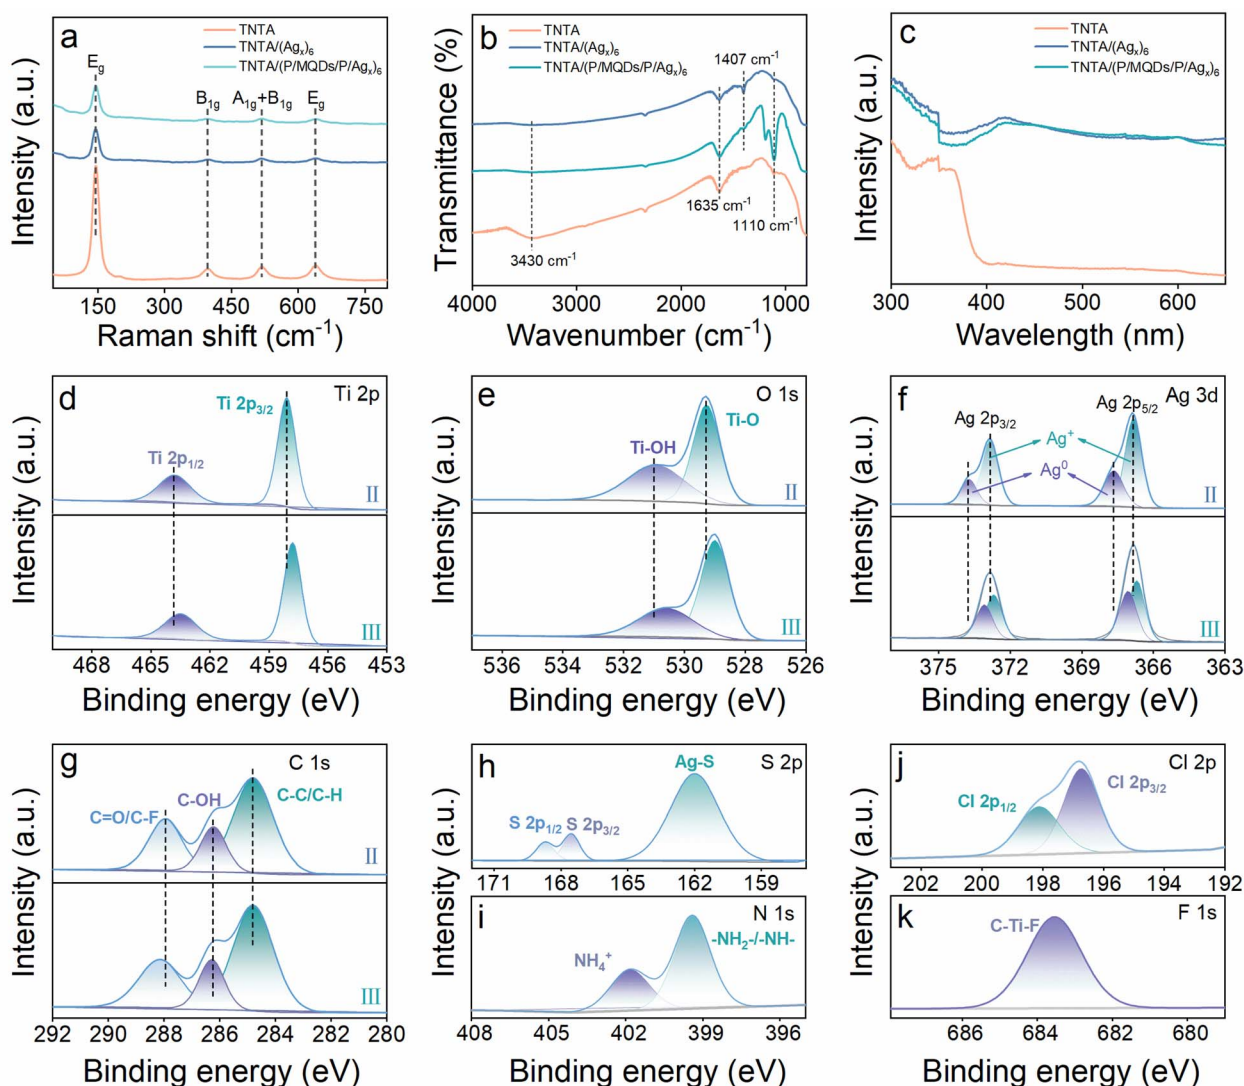 a
TNTA
TNTA/(Agₓ)₆
TNTA/(P/MQDs/P/Agₓ)₆
E_g
B₁g
A₁g+B₁g
E_g
Intensity (a.u.)
150 300 450 600 750
Raman shift (cm⁻¹)
b
TNTA
TNTA/(Agₓ)₆
TNTA/(P/MQDs/P/Agₓ)₆
1407 cm⁻¹
1635 cm⁻¹
1110 cm⁻¹
3430 cm⁻¹
Transmittance (%)
4000 3000 2000 1000
Wavenumber (cm⁻¹)
c
TNTA
TNTA/(Agₓ)₆
TNTA/(P/MQDs/P/Agₓ)₆
Intensity (a.u.)
300 400 500 600
Wavelength (nm)
d
Ti 2p
Ti 2p₃/₂
Ti 2p₁/₂
II
III
Intensity (a.u.)
468 465 462 459 456 453
Binding energy (eV)
e
O 1s
Ti-O
Ti-OH
II
III
Intensity (a.u.)
536 534 532 530 528 526
Binding energy (eV)
f
Ag 3d
Ag 2p₃/₂
Ag 2p₅/₂
Ag⁺
Ag⁰
II
III
Intensity (a.u.)
375 372 369 366 363
Binding energy (eV)
g
C 1s
C=O/C-F
C-OH
C-C/C-H
II
III
Intensity (a.u.)
292 290 288 286 284 282 280
Binding energy (eV)
h
S 2p
Ag-S
S 2p₁/₂
S 2p₃/₂
171 168 165 162 159
i
N 1s
-NH₂-/-NH-
NH₄⁺
Intensity (a.u.)
408 405 402 399 396
Binding energy (eV)
j
Cl 2p
Cl 2p₁/₂
Cl 2p₃/₂
202 200 198 196 194 192
k
F 1s
C-Ti-F
Intensity (a.u.)
686 684 682 680
Binding energy (eV)